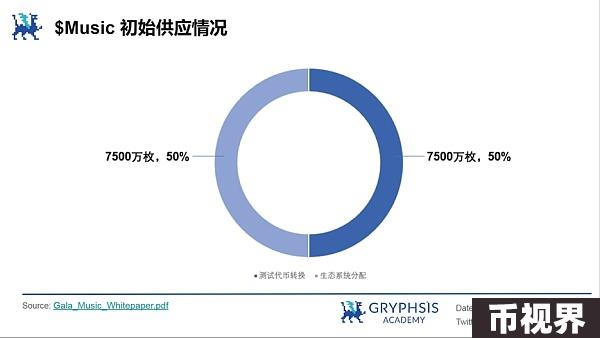 $Music 初始供应情况
7500万枚，50%
7500万枚，50%
测试代币转换 生态系统分配
Source: Gala_Music_Whitepaper.pdf
GRYPHSIS
ACADEMY
Date
Twit
币视界